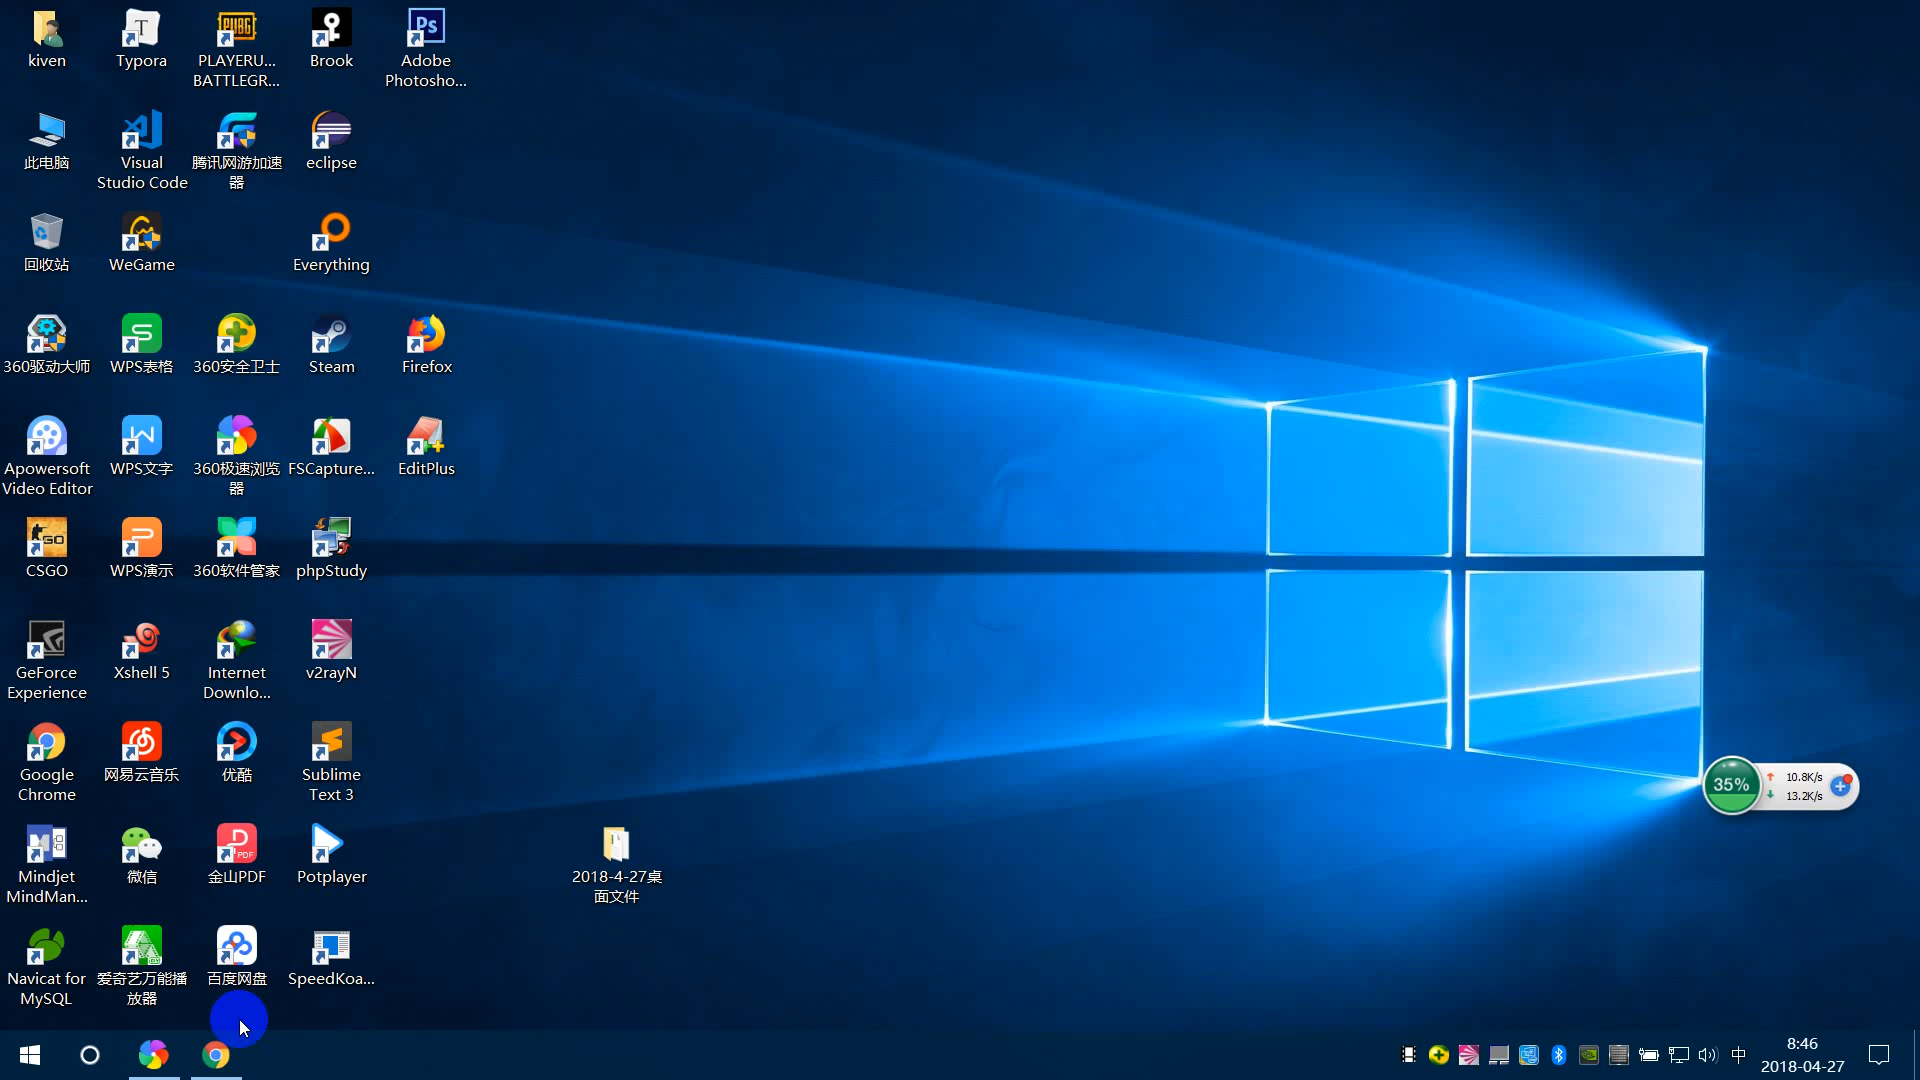 kiven
Typora
PLAYERU...
BATTLEGR...
Brook
Adobe
Photosho...
此电脑
Visual
Studio Code
腾讯网游加速
器
eclipse
回收站
WeGame
Everything
360驱动大师
WPS表格
360安全卫士
Steam
Firefox
Apowersoft
Video Editor
WPS文字
360极速浏览
器
FSCapture...
EditPlus
CSGO
WPS演示
360软件管家
phpStudy
GeForce
Experience
Xshell 5
Internet
Downlo...
v2rayN
Google
Chrome
网易云音乐
优酷
Sublime
Text 3
35%
10.8K/s
13.2K/s
Mindjet
MindMan...
微信
金山PDF
Potplayer
2018-4-27桌
面文件
Navicat for
MySQL
爱奇艺万能播
放器
百度网盘
SpeedKoa...
中
8:46
2018-04-27